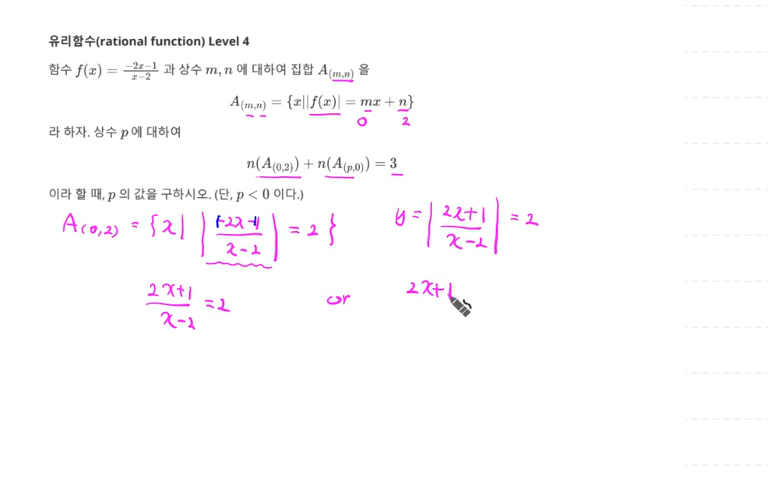 유리함수(rational function) Level 4
함수 f(x) = \frac{-2x-1}{x-2} 과 상수 m, n 에 대하여 집합 A_{(m,n)} 을
A_{(m,n)} = {x||f(x)| = mx + n}
0 2
라 하자. 상수 p 에 대하여
n(A_{(0,2)}) + n(A_{(p,0)}) = 3
이라 할 때, p 의 값을 구하시오. (단, p < 0 이다.)
A_{(0,2)} = {x| |\frac{-2x-1}{x-2}| = 2} y = |\frac{2x+1}{x-2}| = 2
\frac{2x+1}{x-2} = 2 or 2x+1